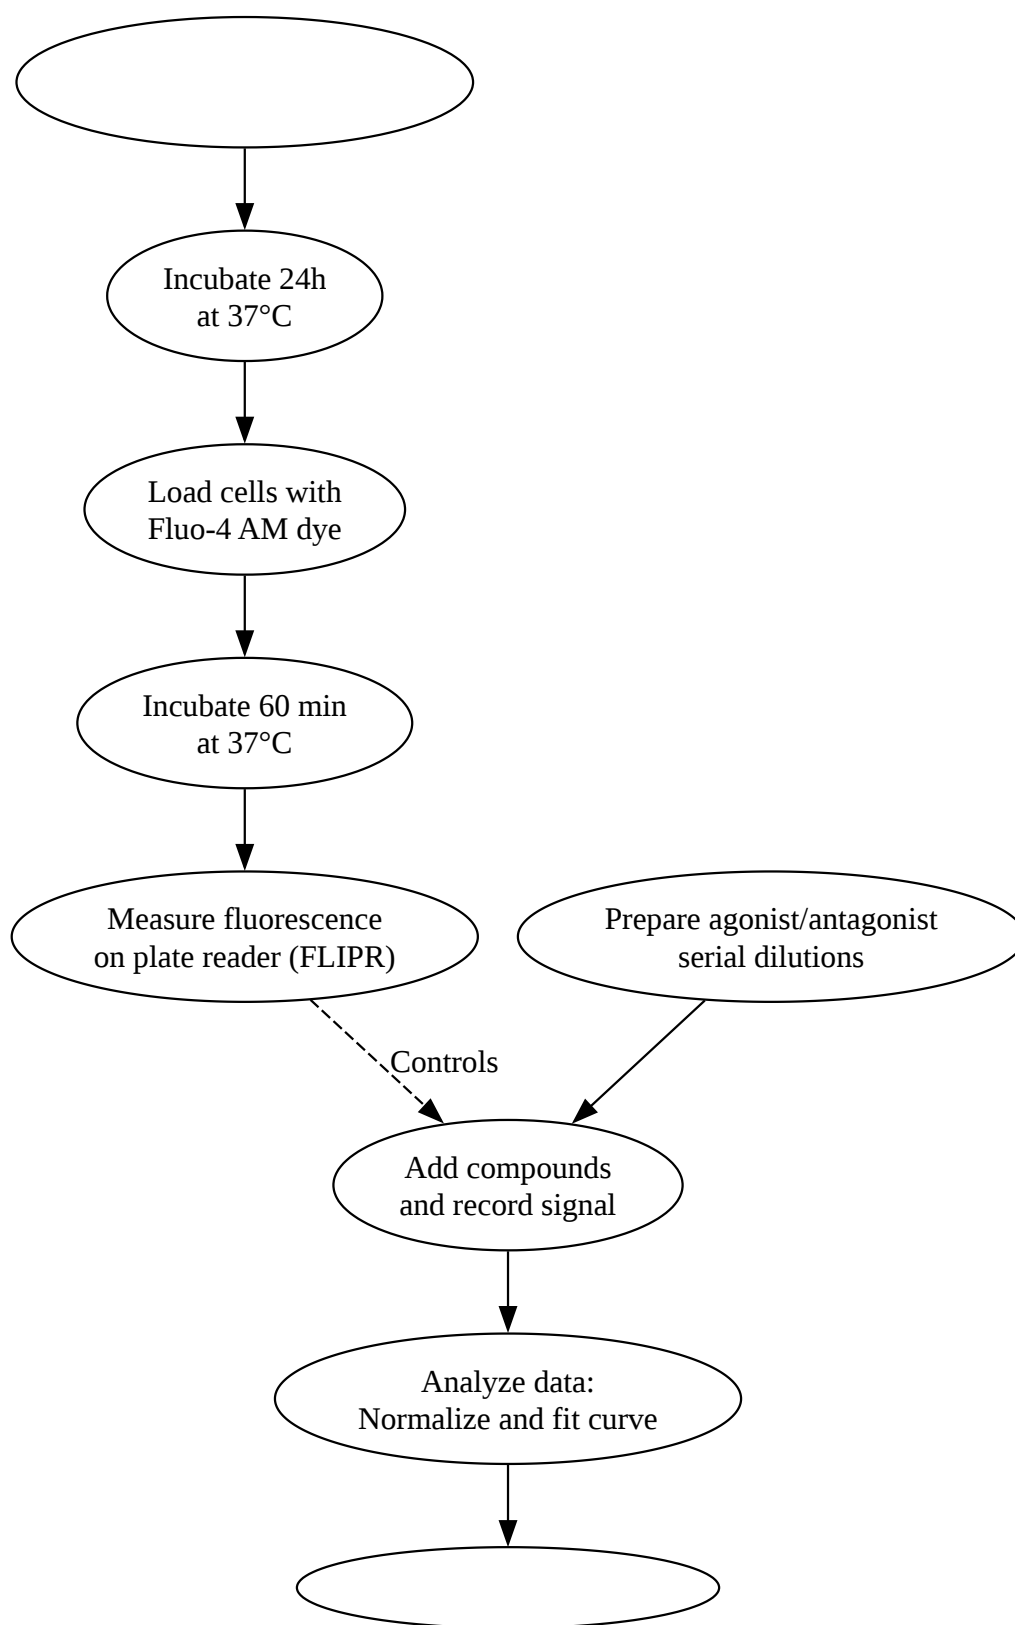 Incubate 24h
at 37°C
Load cells with
Fluo-4 AM dye
Incubate 60 min
at 37°C
Measure fluorescence
on plate reader (FLIPR)
Prepare agonist/antagonist
serial dilutions
Controls
Add compounds
and record signal
Analyze data:
Normalize and fit curve